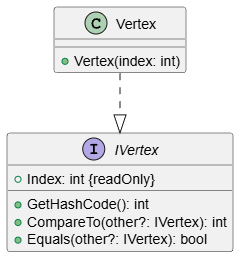 C Vertex
Vertex(index: int)
I IVertex
Index: int {readOnly}
GetHashCode(): int
CompareTo(other?: IVertex): int
Equals(other?: IVertex): bool